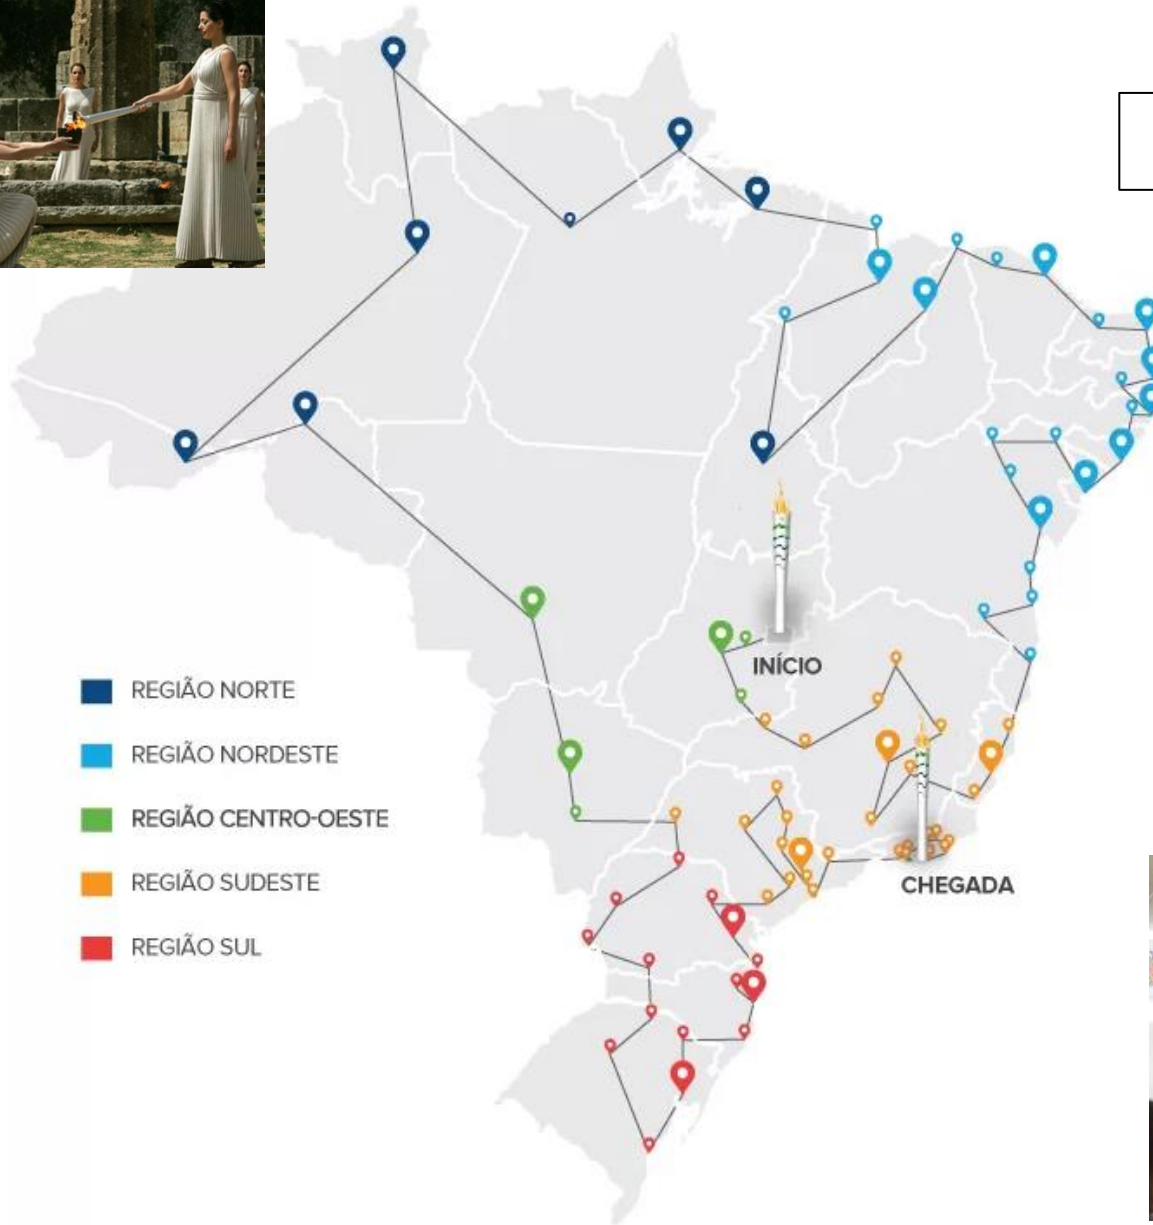 INÍCIO
REGIÃO NORTE
REGIÃO NORDESTE
REGIÃO CENTRO-OESTE
REGIÃO SUDESTE
CHEGADA
REGIÃO SUL